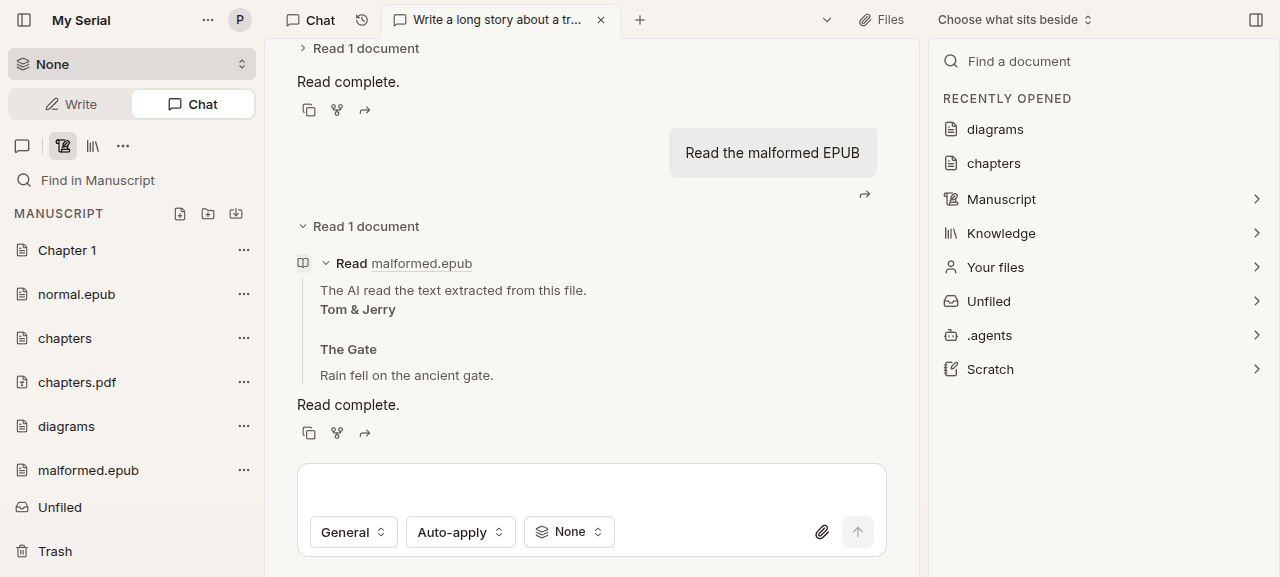 My Serial
P
None
Write
Chat
Find in Manuscript
MANUSCRIPT
Chapter 1
normal.epub
chapters
chapters.pdf
diagrams
malformed.epub
Unfiled
Trash
Chat
Write a long story about a tr...
Files
Read 1 document
Read complete.
Read the malformed EPUB
Read 1 document
Read malformed.epub
The AI read the text extracted from this file.
Tom & Jerry
The Gate
Rain fell on the ancient gate.
Read complete.
General
Auto-apply
None
Choose what sits beside
Find a document
RECENTLY OPENED
diagrams
chapters
Manuscript
Knowledge
Your files
Unfiled
.agents
Scratch